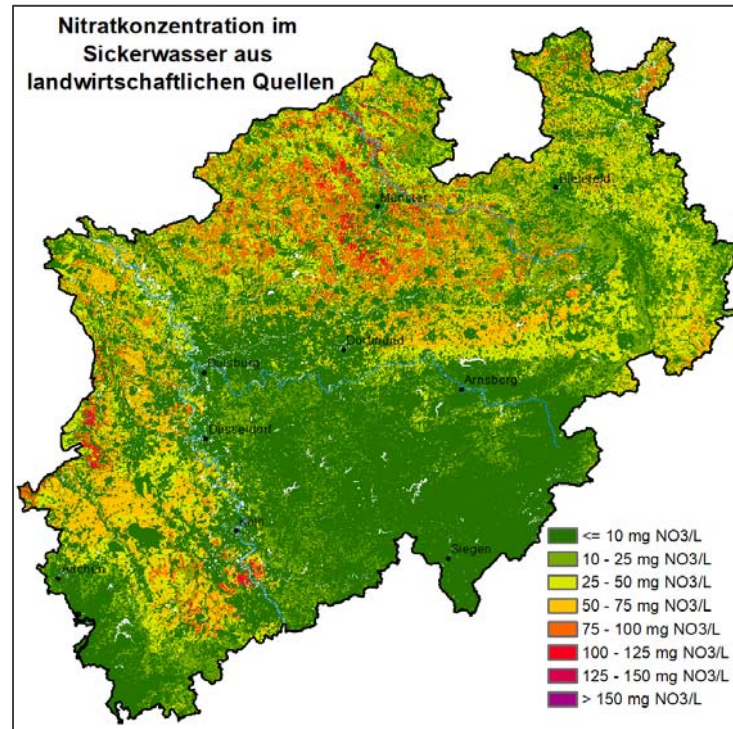 Nitratkonzentration im
Sickerwasser aus
landwirtschaftlichen Quellen
Münster
Bielefeld
Duisburg
Dortmund
Arnsberg
Düsseldorf
Köln
Aachen
Siegen
<= 10 mg NO3/L
10 - 25 mg NO3/L
25 - 50 mg NO3/L
50 - 75 mg NO3/L
75 - 100 mg NO3/L
100 - 125 mg NO3/L
125 - 150 mg NO3/L
> 150 mg NO3/L